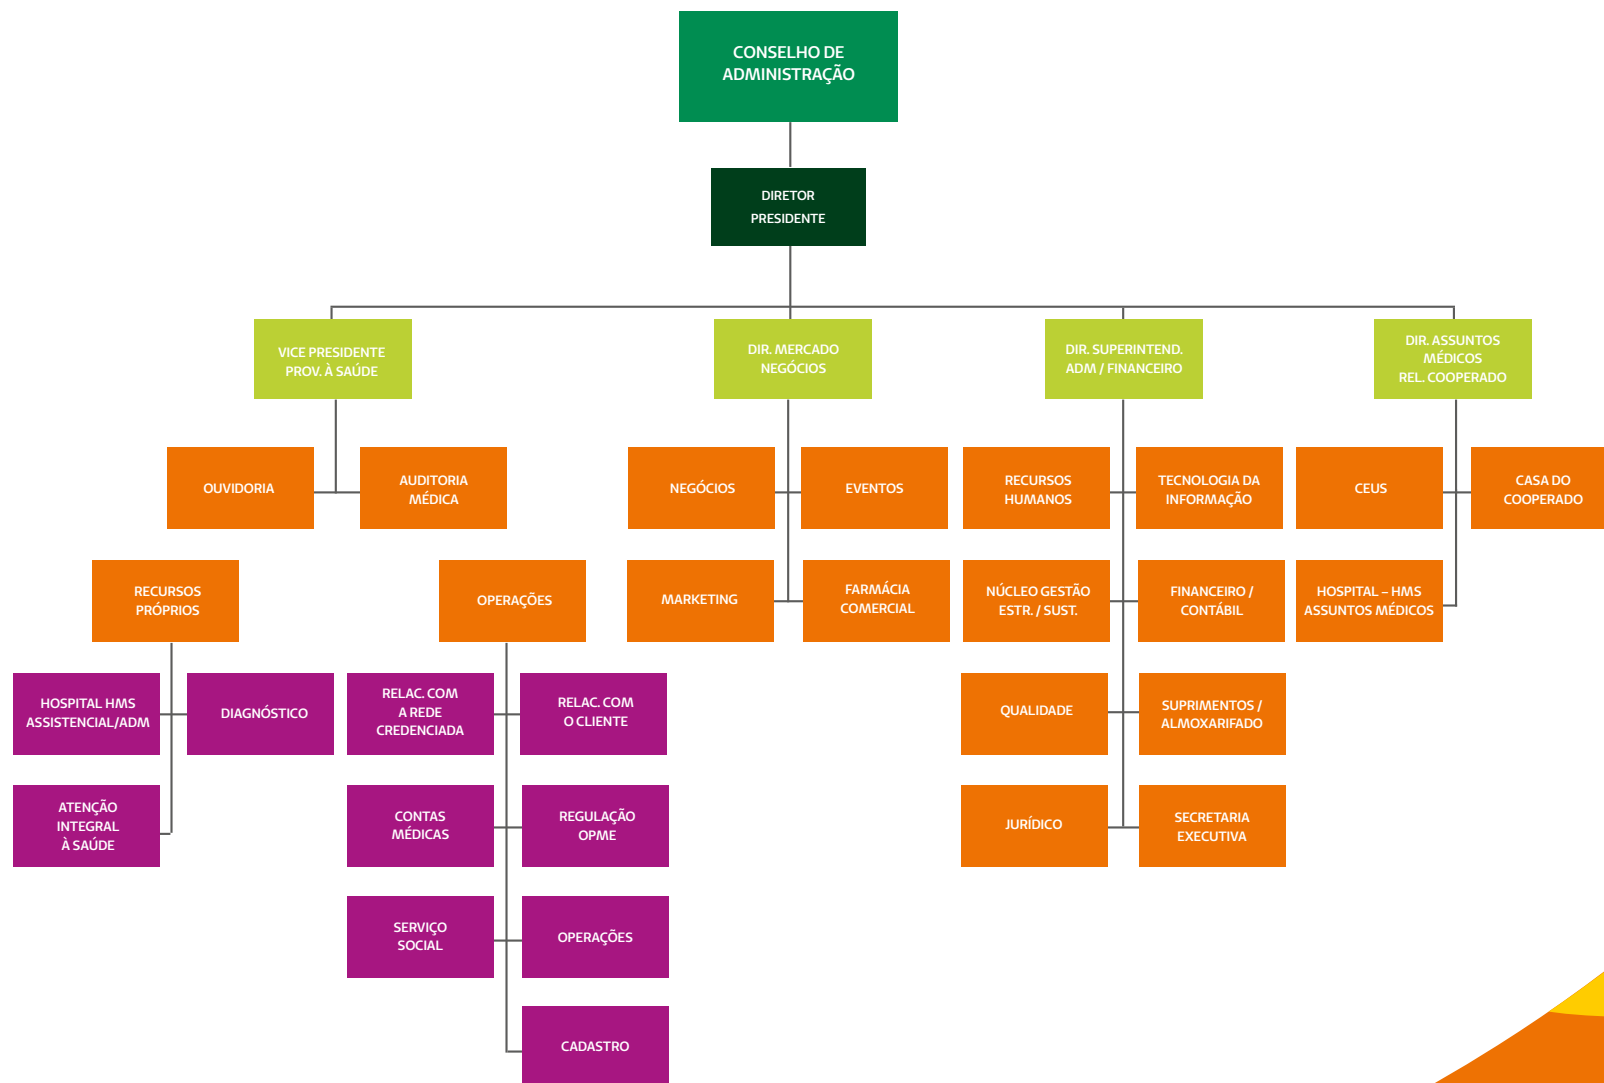 CONSELHO DE
ADMINISTRAÇÃO
DIRETOR
PRESIDENTE
VICE PRESIDENTE
PROV. À SAÚDE
DIR. MERCADO
NEGÓCIOS
DIR. SUPERINTEND.
ADM / FINANCEIRO
DIR. ASSUNTOS
MÉDICOS
REL. COOPERADO
OUVIDORIA
AUDITORIA
MÉDICA
NEGÓCIOS
EVENTOS
RECURSOS
HUMANOS
TECNOLOGIA DA
INFORMAÇÃO
CEUS
CASA DO
COOPERADO
RECURSOS
PRÓPRIOS
OPERAÇÕES
MARKETING
FARMÁCIA
COMERCIAL
NÚCLEO GESTÃO
ESTR. / SUST.
FINANCEIRO /
CONTÁBIL
HOSPITAL – HMS
ASSUNTOS MÉDICOS
HOSPITAL HMS
ASSISTENCIAL/ADM
DIAGNÓSTICO
RELAC. COM
A REDE
CREDENCIADA
RELAC. COM
O CLIENTE
QUALIDADE
SUPRIMENTOS /
ALMOXARIFADO
ATENÇÃO
INTEGRAL
À SAÚDE
CONTAS
MÉDICAS
REGULAÇÃO
OPME
JURÍDICO
SECRETARIA
EXECUTIVA
SERVIÇO
SOCIAL
OPERAÇÕES
CADASTRO